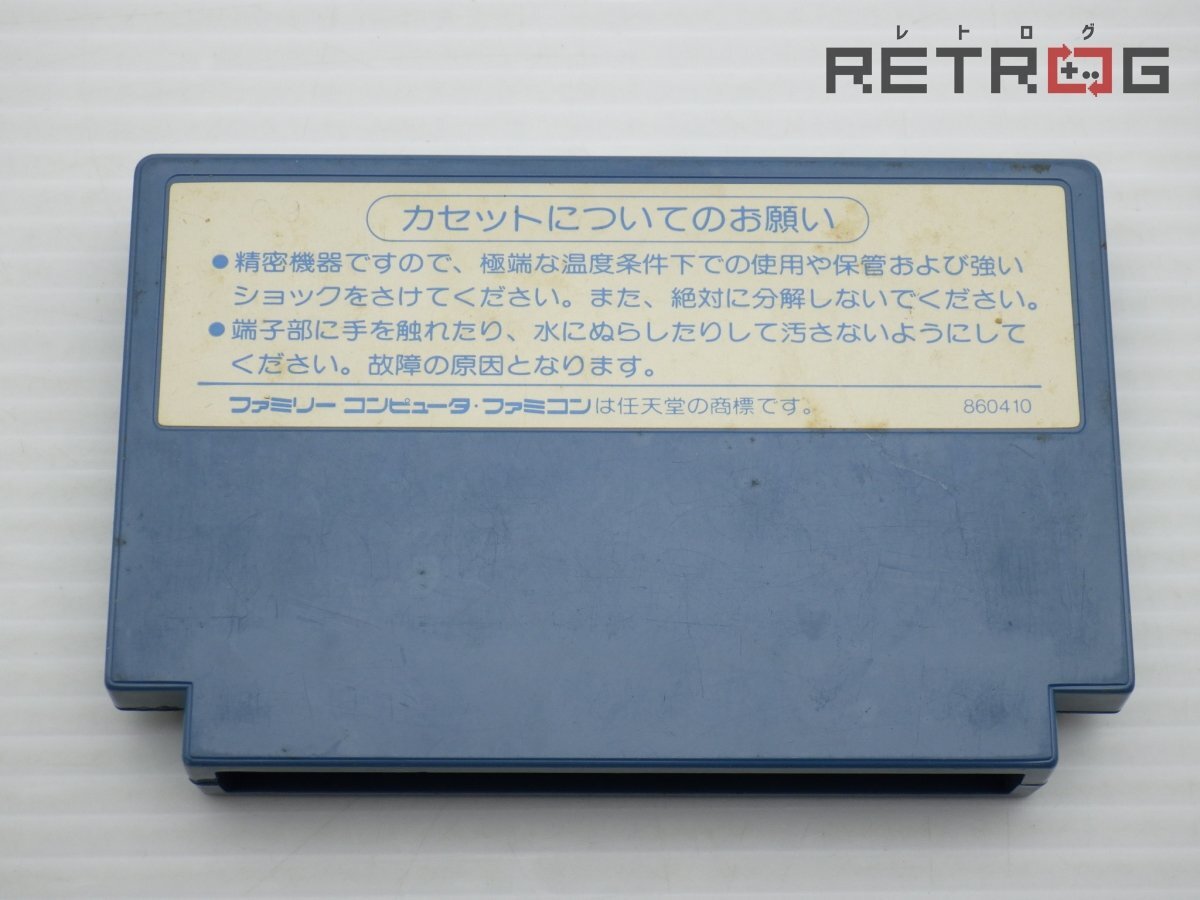 レトログ
RETROG
カセットについてのお願い
●精密機器ですので、極端な温度条件下での使用や保管および強い
ショックをさけてください。また、絶対に分解しないでください。
●端子部に手を触れたり、水にぬらしたりして汚さないようにして
ください。故障の原因となります。
ファミリーコンピュータ・ファミコンは任天堂の商標です。 860410